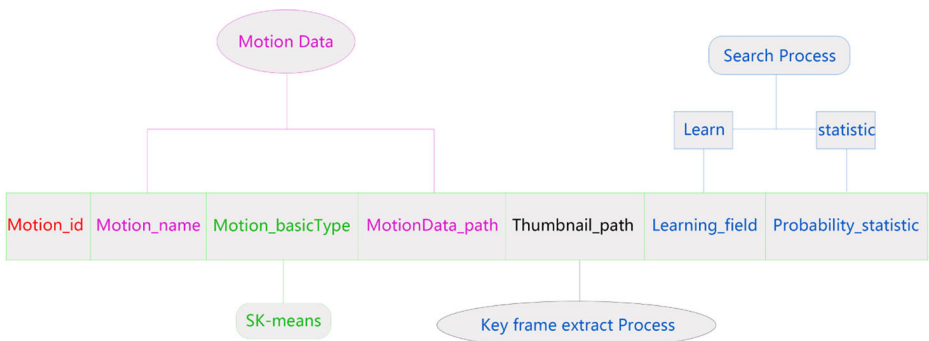 Motion Data
Search Process
Learn
statistic
Motion_id
Motion_name
Motion_basicType
MotionData_path
Thumbnail_path
Learning_field
Probability_statistic
SK-means
Key frame extract Process